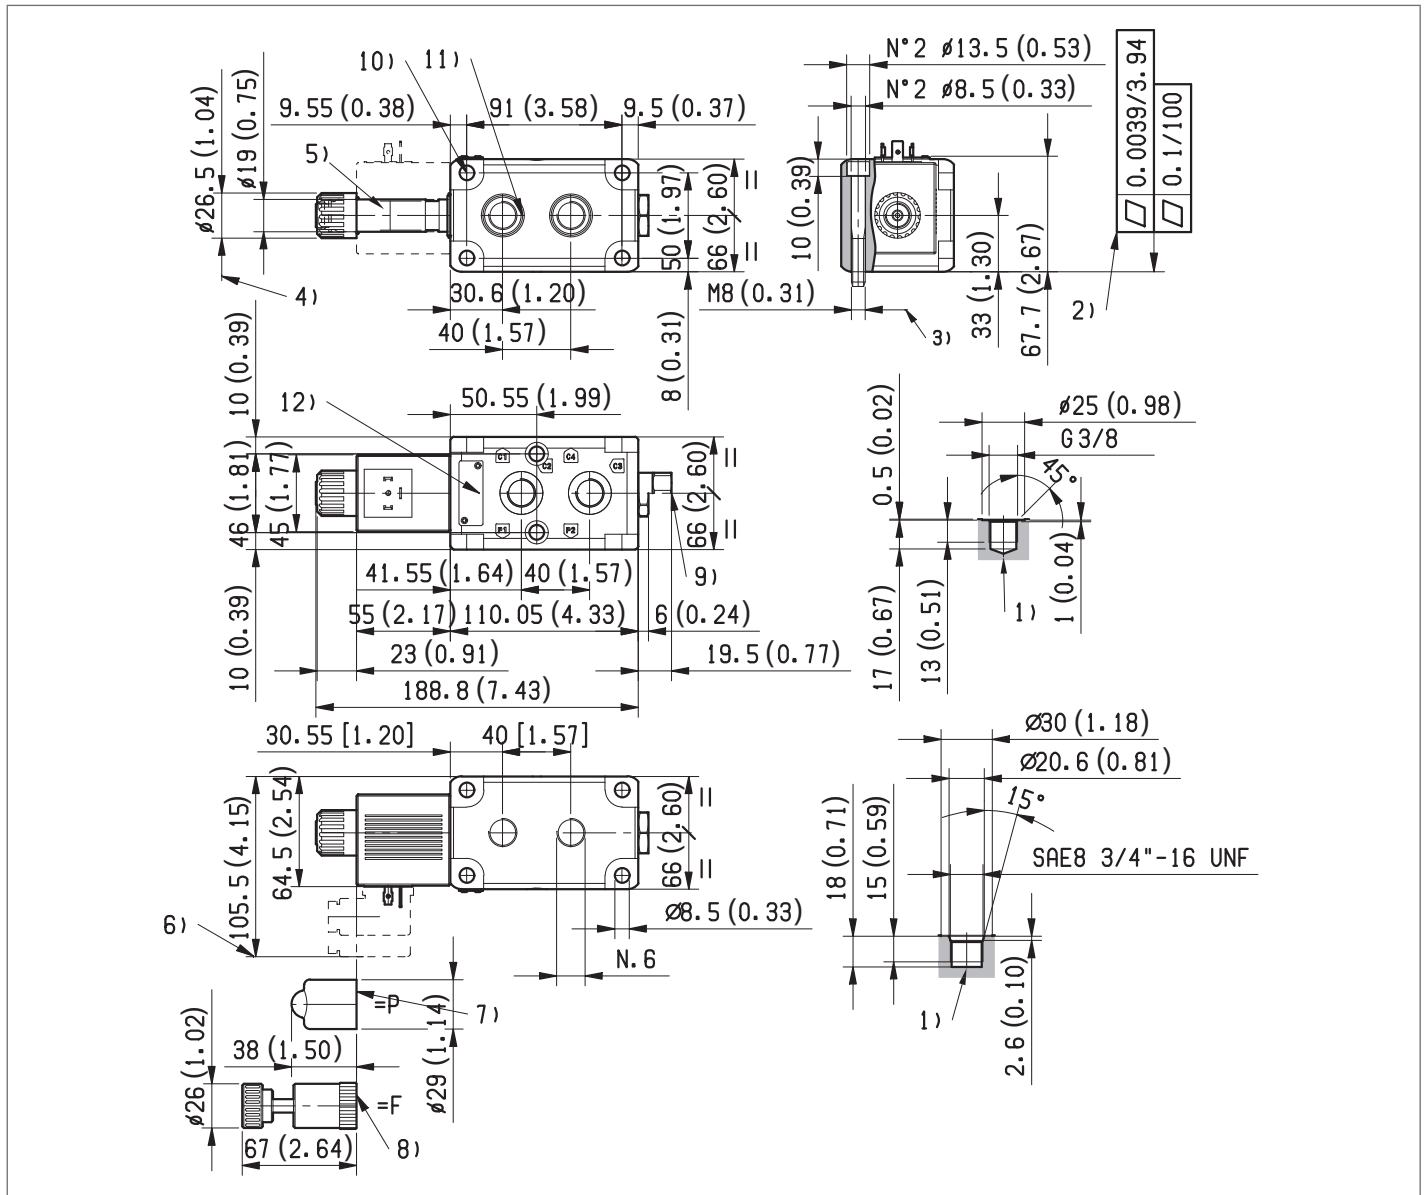 10)
11)
9.55 (0.38)
91 (3.58)
9.5 (0.37)
5)
ø26.5 (1.04)
ø19 (0.75)
50 (1.97)
66 (2.60)
4)
30.6 (1.20)
40 (1.57)
8 (0.31)
N°2 ø13.5 (0.53)
N°2 ø8.5 (0.33)
10 (0.39)
M8 (0.31)
3)
33 (1.30)
67.7 (2.67)
2)
0.0039/3.94
0.1/100
10 (0.39)
12)
50.55 (1.99)
46 (1.81)
45 (1.77)
C1
C2
C4
C3
P1
P2
66 (2.60)
9)
41.55 (1.64)
40 (1.57)
55 (2.17)
110.05 (4.33)
6 (0.24)
10 (0.39)
23 (0.91)
19.5 (0.77)
188.8 (7.43)
0.5 (0.02)
ø25 (0.98)
G 3/8
45°
17 (0.67)
13 (0.51)
1)
1 (0.04)
30.55 [1.20]
40 [1.57]
105.5 (4.15)
64.5 (2.54)
66 (2.60)
6)
Ø8.5 (0.33)
N.6
=P
7)
38 (1.50)
ø29 (1.14)
ø26 (1.02)
=F
67 (2.64)
8)
Ø30 (1.18)
Ø20.6 (0.81)
15°
18 (0.71)
15 (0.59)
SAE8 3/4"-16 UNF
1)
2.6 (0.10)